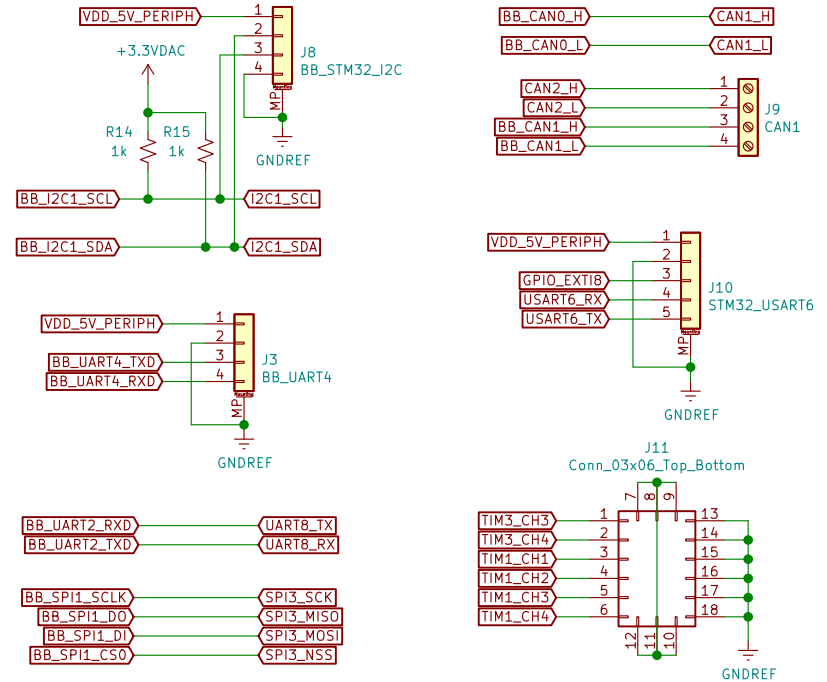 VDD_5V_PERIPH
1
2
3
4
J8
BB_STM32_I2C
MP
GNDREF
+3.3VDAC
R14
1k
R15
1k
BB_I2C1_SCL
I2C1_SCL
BB_I2C1_SDA
I2C1_SDA
VDD_5V_PERIPH
BB_UART4_TXD
BB_UART4_RXD
1
2
3
4
J3
BB_UART4
MP
GNDREF
BB_UART2_RXD
UART8_TX
BB_UART2_TXD
UART8_RX
BB_SPI1_SCLK
SPI3_SCK
BB_SPI1_DO
SPI3_MISO
BB_SPI1_DI
SPI3_MOSI
BB_SPI1_CS0
SPI3_NSS
BB_CAN0_H
CAN1_H
BB_CAN0_L
CAN1_L
CAN2_H
CAN2_L
BB_CAN1_H
BB_CAN1_L
1
2
3
4
J9
CAN1
VDD_5V_PERIPH
GPIO_EXTI8
USART6_RX
USART6_TX
1
2
3
4
5
J10
STM32_USART6
MP
GNDREF
J11
Conn_03x06_Top_Bottom
7
8
9
TIM3_CH3
TIM3_CH4
TIM1_CH1
TIM1_CH2
TIM1_CH3
TIM1_CH4
1
2
3
4
5
6
13
14
15
16
17
18
12
11
10
GNDREF